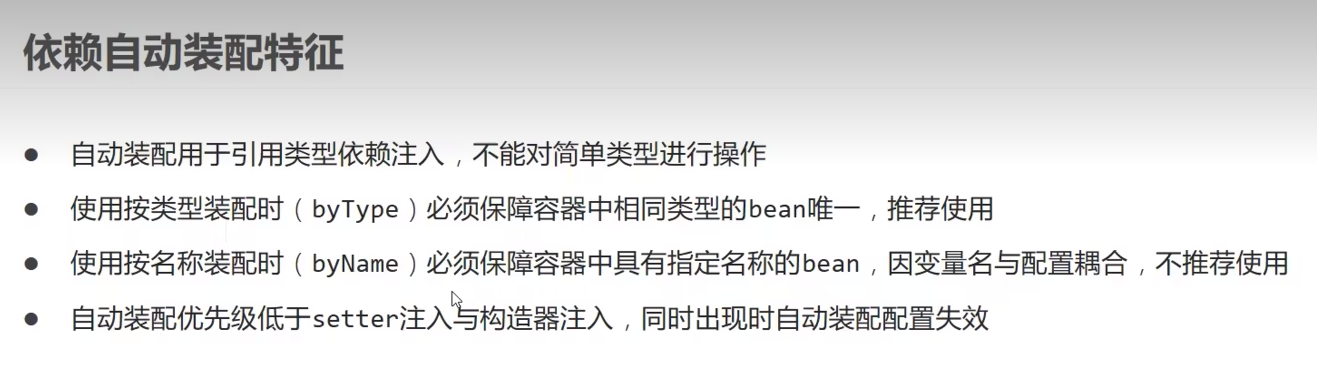 依赖自动装配特征
● 自动装配用于引用类型依赖注入，不能对简单类型进行操作
● 使用按类型装配时（byType）必须保障容器中相同类型的bean唯一，推荐使用
● 使用按名称装配时（byName）必须保障容器中具有指定名称的bean，因变量名与配置耦合，不推荐使用
● 自动装配优先级低于setter注入与构造器注入，同时出现时自动装配配置失效